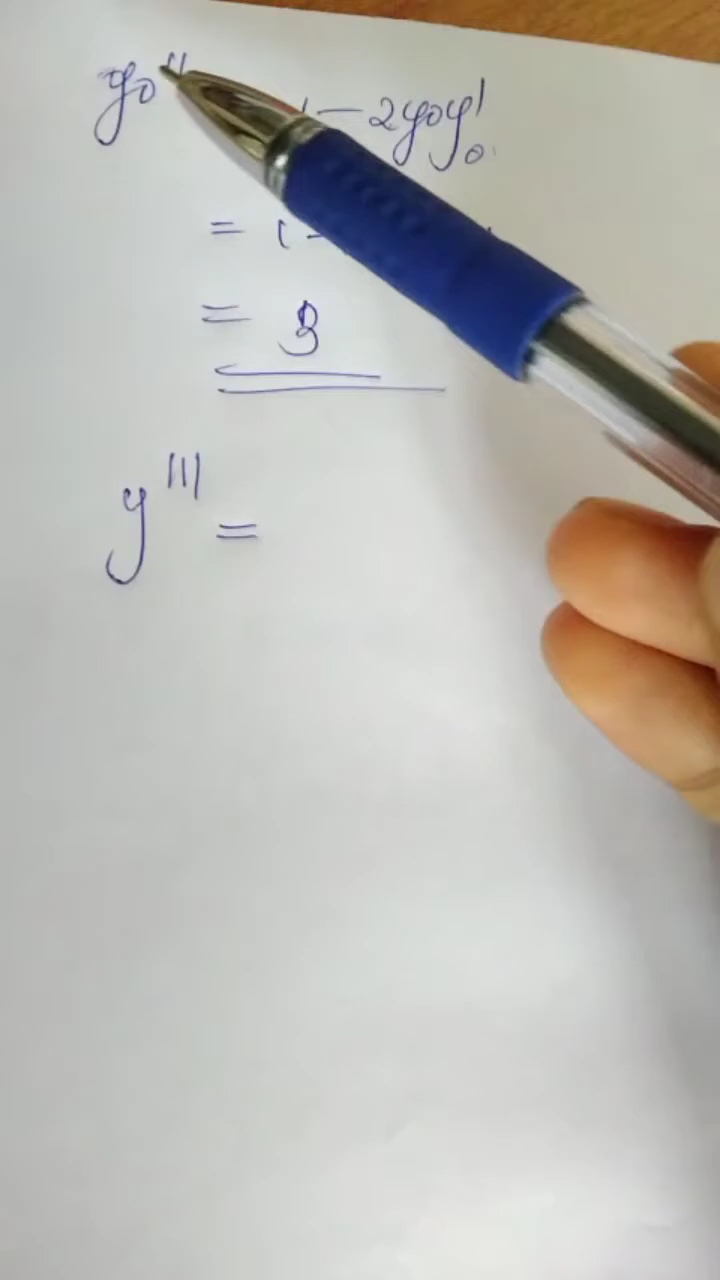 y₀'' 1 - 2y₀y₀'
= 1 -
= 3
y''' =